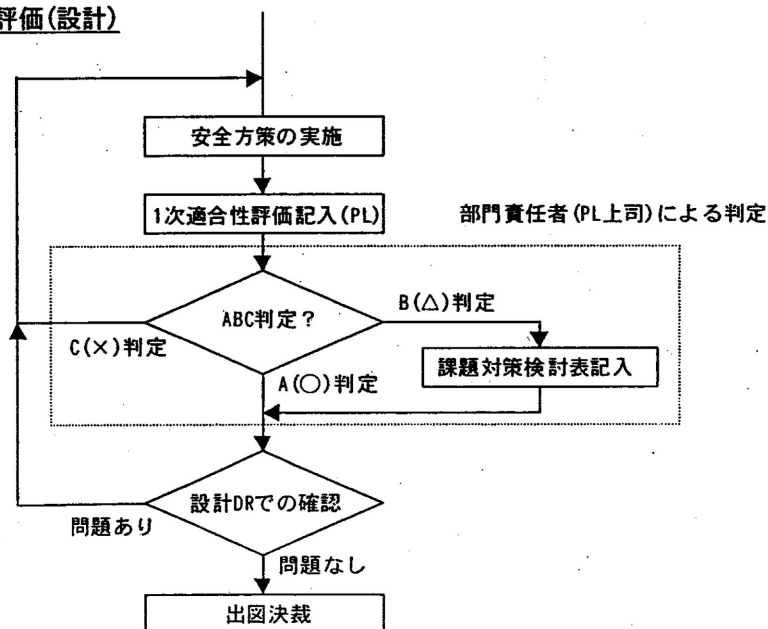 評価(設計)
安全方策の実施
1次適合性評価記入(PL)
部門責任者(PL上司)による判定
ABC判定?
B(△)判定
C(×)判定
課題対策検討表記入
A(○)判定
設計DRでの確認
問題あり
問題なし
出図決裁